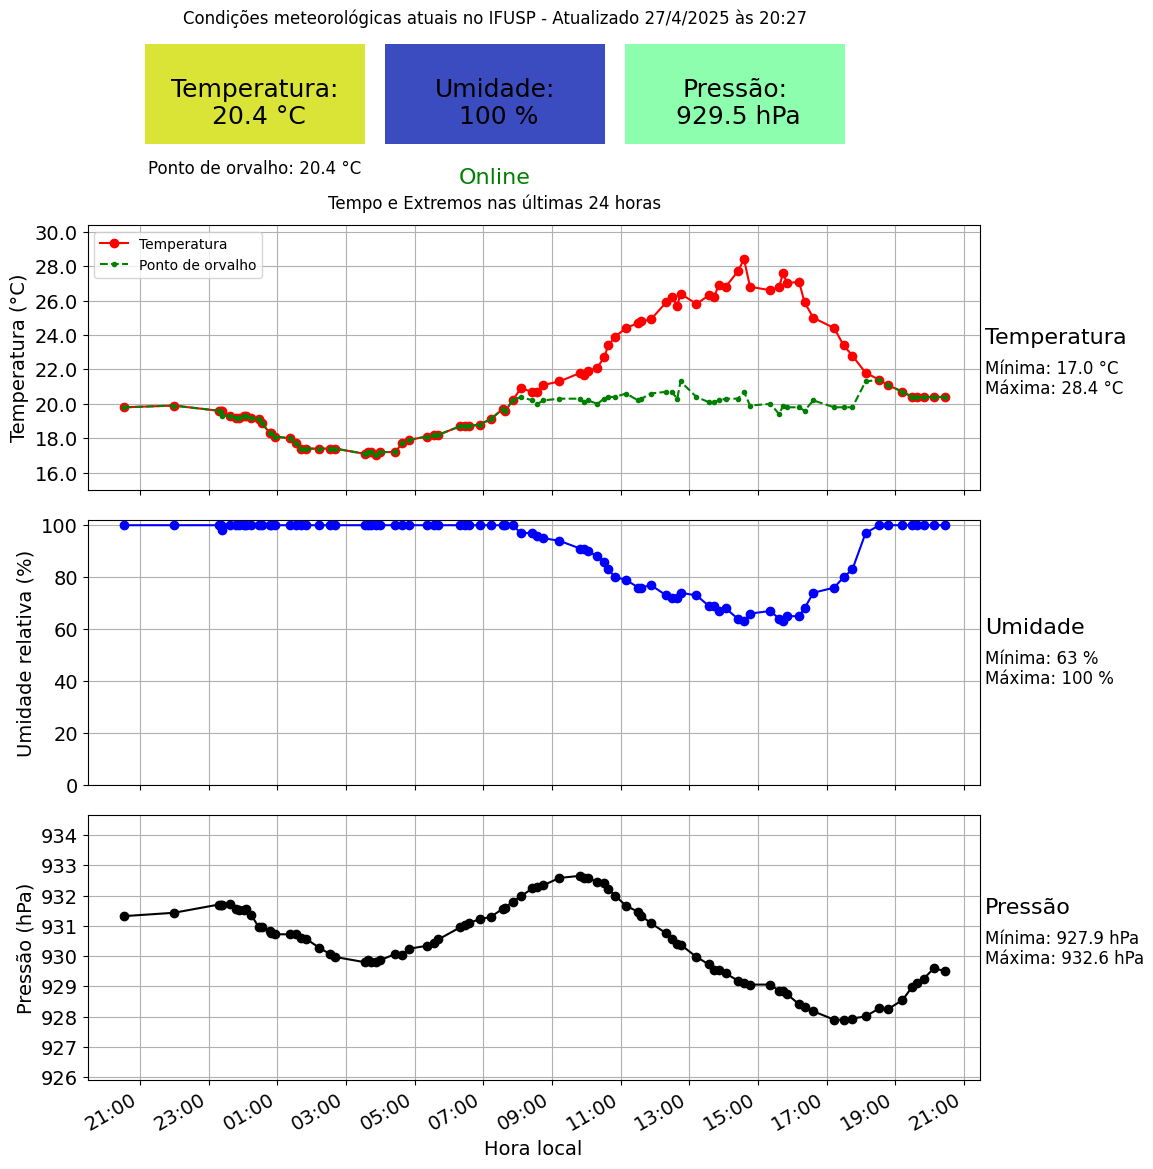 Condições meteorológicas atuais no IFUSP - Atualizado 27/4/2025 às 20:27
Temperatura:
20.4 °C
Umidade:
100 %
Pressão:
929.5 hPa
Ponto de orvalho: 20.4 °C
Online
Tempo e Extremos nas últimas 24 horas
Temperatura (°C)
30.0
28.0
26.0
24.0
22.0
20.0
18.0
16.0
Temperatura
Ponto de orvalho
Temperatura
Mínima: 17.0 °C
Máxima: 28.4 °C
Umidade relativa (%)
100
80
60
40
20
0
Umidade
Mínima: 63 %
Máxima: 100 %
Pressão (hPa)
934
933
932
931
930
929
928
927
926
Pressão
Mínima: 927.9 hPa
Máxima: 932.6 hPa
21:00
23:00
01:00
03:00
05:00
07:00
09:00
11:00
13:00
15:00
17:00
19:00
21:00
Hora local